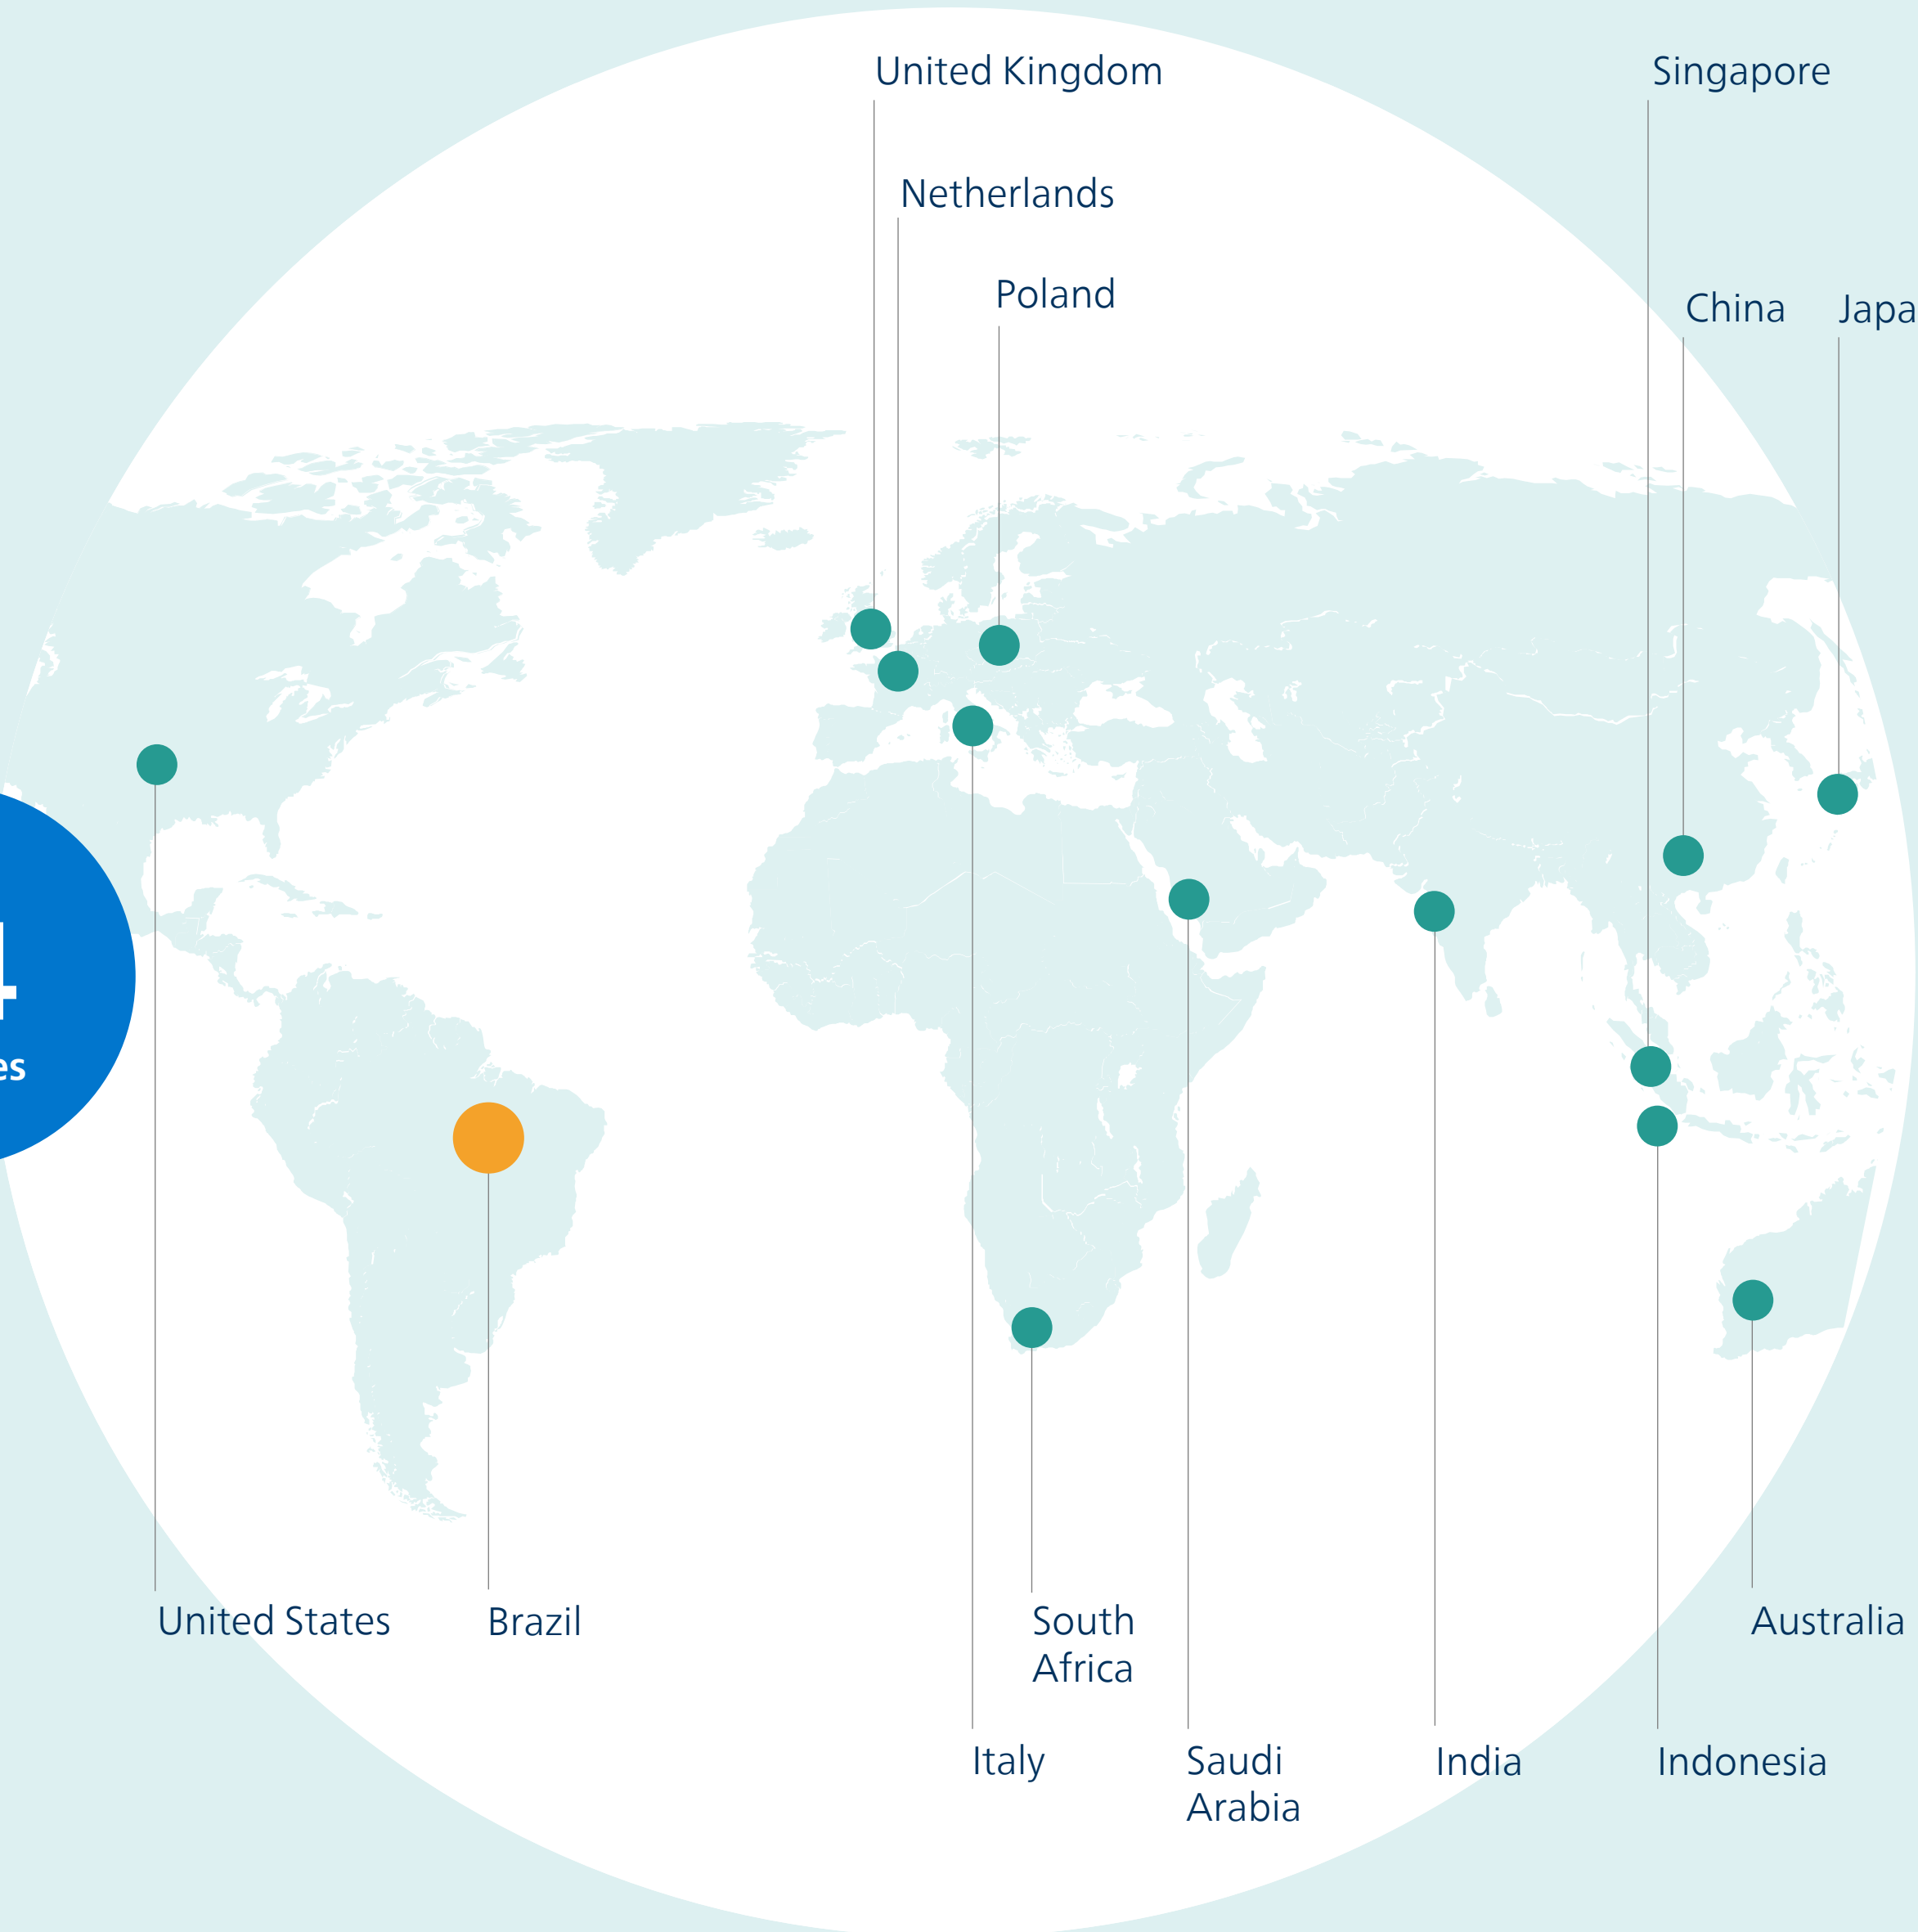 United Kingdom
Singapore
Netherlands
Poland
China
Japa
4
es
United States
Brazil
South
Africa
Australia
Italy
Saudi
Arabia
India
Indonesia